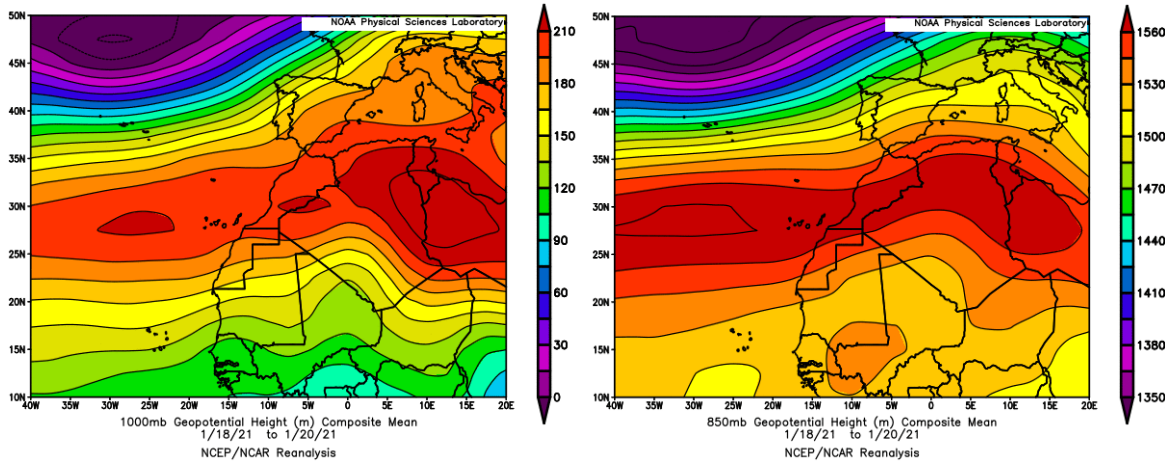 NOAA Physical Sciences Laboratory
50N
45N
40N
35N
30N
25N
20N
15N
10N
40W 35W 30W 25W 20W 15W 10W 5W 0 5E 10E 15E 20E
210
180
150
120
90
60
30
0
1000mb Geopotential Height (m) Composite Mean
1/18/21 to 1/20/21
NCEP/NCAR Reanalysis
NOAA Physical Sciences Laboratory
50N
45N
40N
35N
30N
25N
20N
15N
10N
40W 35W 30W 25W 20W 15W 10W 5W 0 5E 10E 15E 20E
1560
1530
1500
1470
1440
1410
1380
1350
850mb Geopotential Height (m) Composite Mean
1/18/21 to 1/20/21
NCEP/NCAR Reanalysis